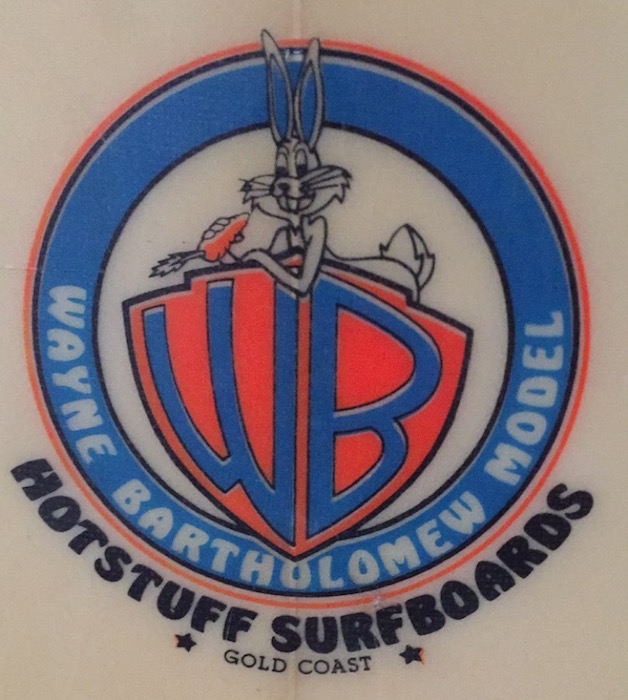 WB
WAYNE BARTHOLOMEW MODEL
HOTSTUFF SURFBOARDS
GOLD COAST